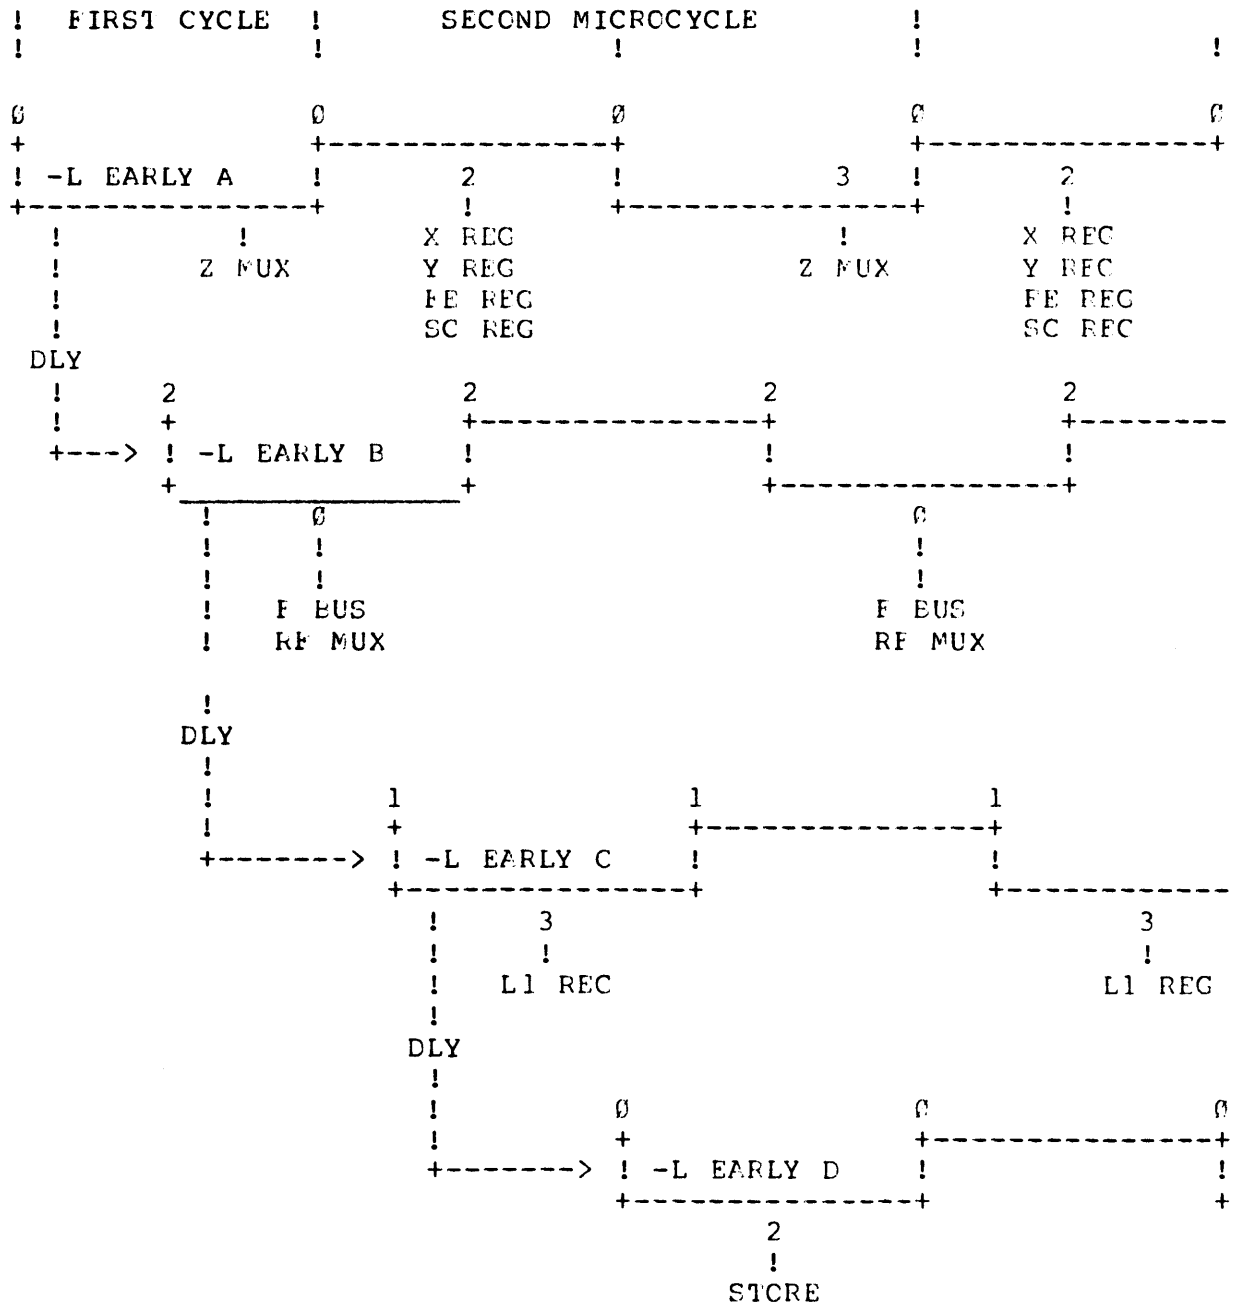 ! FIRST CYCLE ! SECOND MICROCYCLE !
! ! ! ! !
0 0 0 0 0
+ +---------------+ +---------------+
! -L EARLY A ! 2 ! 3 ! 2
+---------------+ ! +---------------+ !
! ! X REG ! X REG
! Z MUX Y REG Z MUX Y REG
! FE REG FE REG
! SC REG SC REG
DLY
! 2 2 2 2
! + +---------------+ +--------
+---> ! -L EARLY B ! ! !
+ + +---------------+
! 0 0
! ! !
! ! !
! F BUS F BUS
! RF MUX RF MUX
!
DLY
!
! 1 1 1
! + +---------------+
+-------> ! -L EARLY C ! !
+---------------+ +------------
! 3 3
! ! !
! L1 REG L1 REG
!
DLY
!
! 0 0 0
! + +---------------+
+-------> ! -L EARLY D ! !
+---------------+ +
2
!
STORE